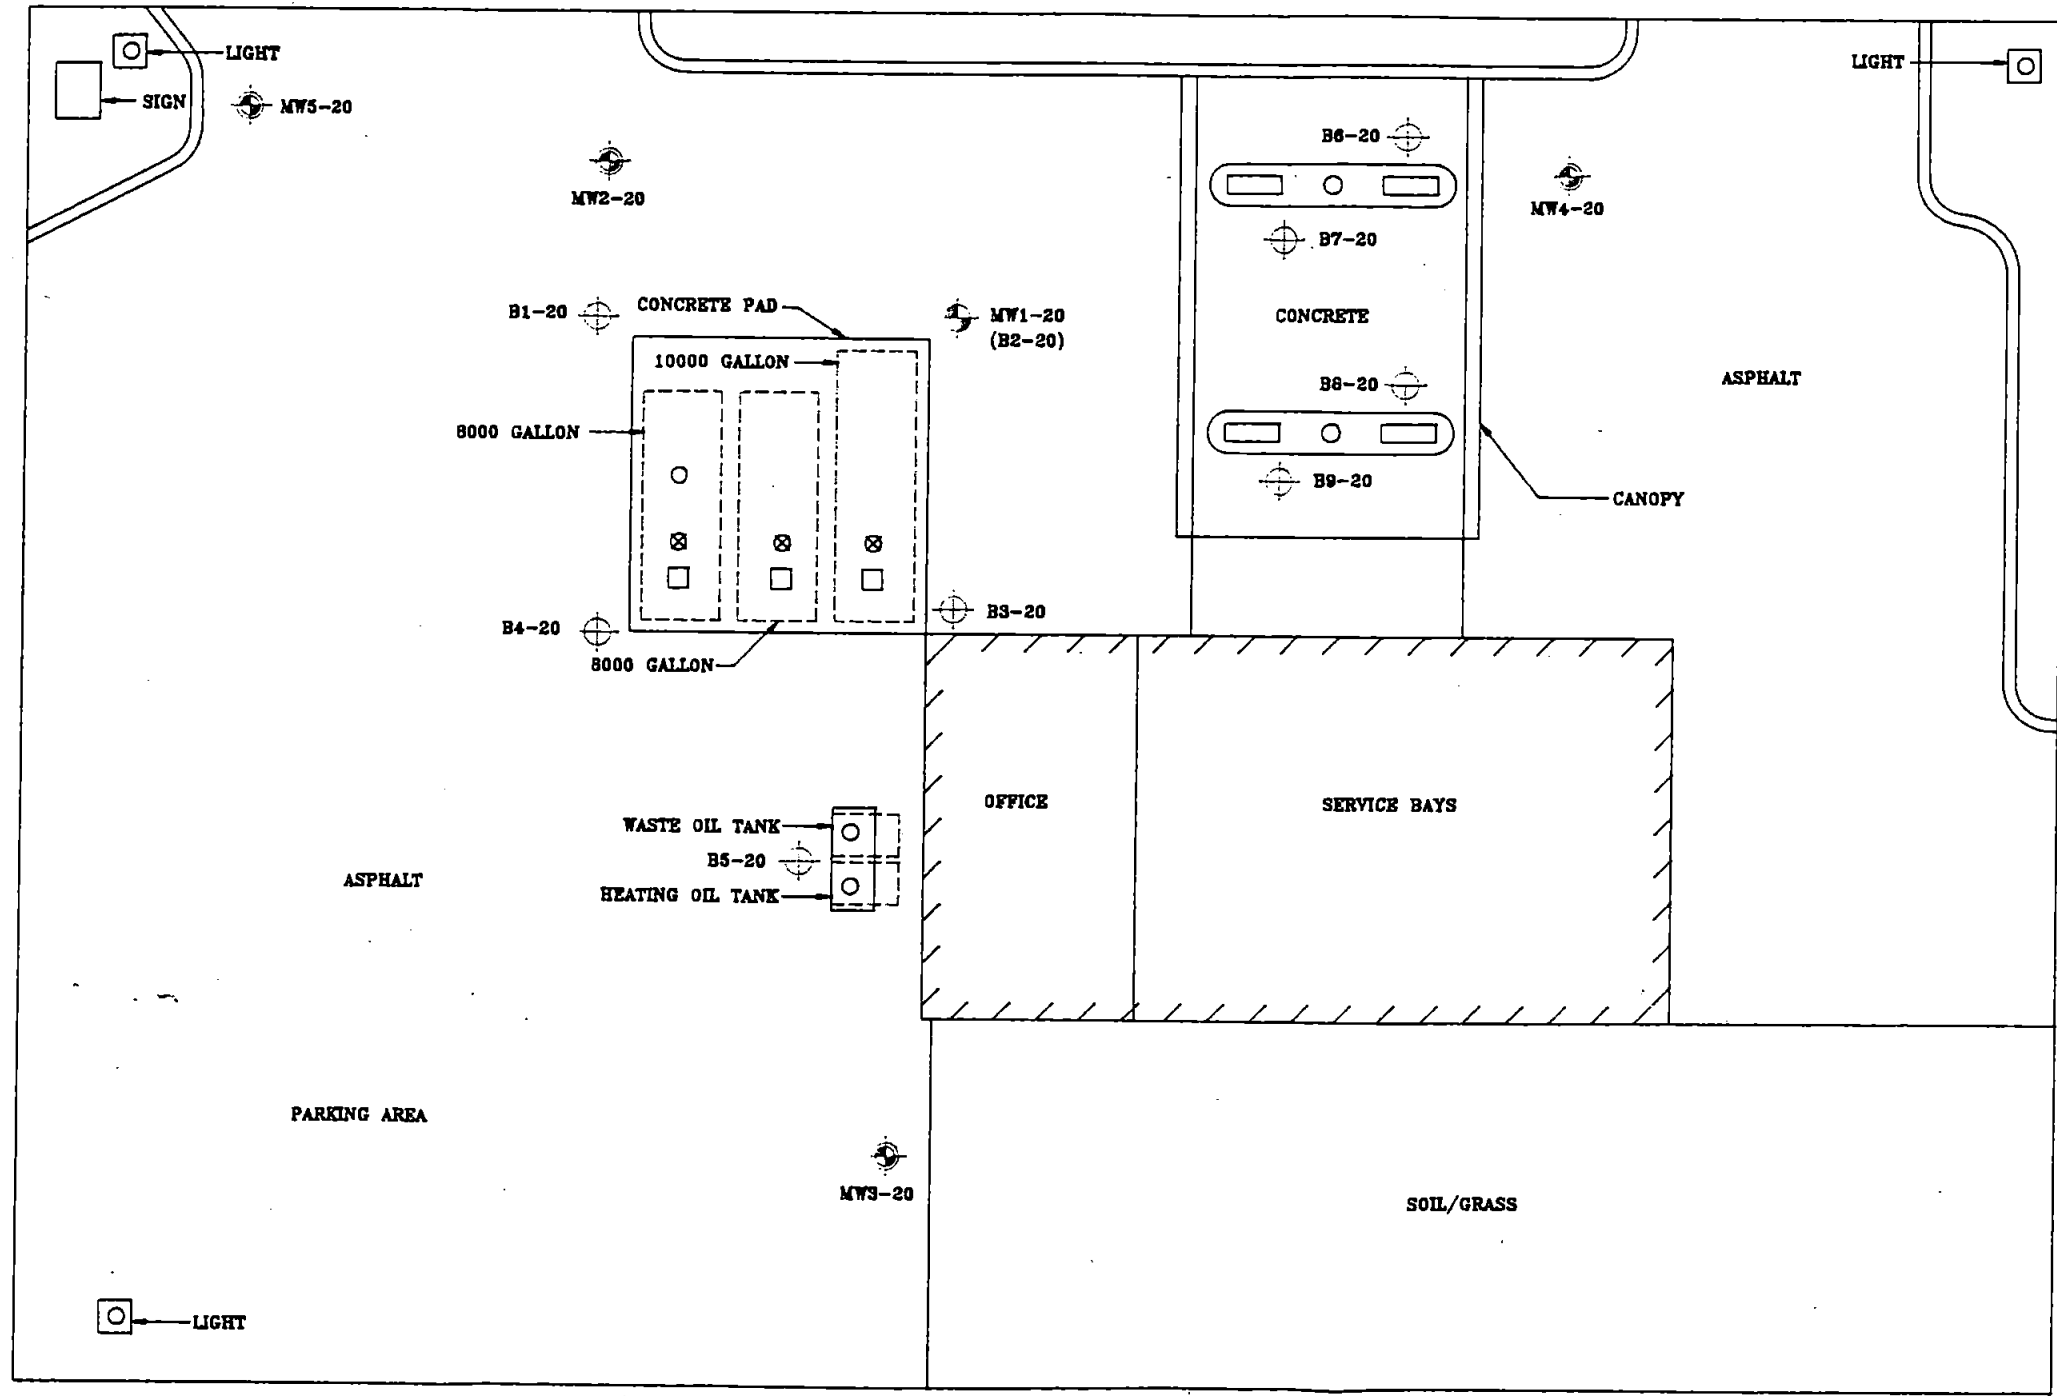 LIGHT
LIGHT
SIGN
MW5-20
B6-20
MW2-20
MW4-20
B7-20
B1-20
CONCRETE PAD
MW1-20
(B2-20)
CONCRETE
10000 GALLON
ASPHALT
B8-20
8000 GALLON
B9-20
CANOPY
B3-20
B4-20
8000 GALLON
OFFICE
SERVICE BAYS
WASTE OIL TANK
B5-20
ASPHALT
HEATING OIL TANK
PARKING AREA
MW3-20
SOIL/GRASS
LIGHT